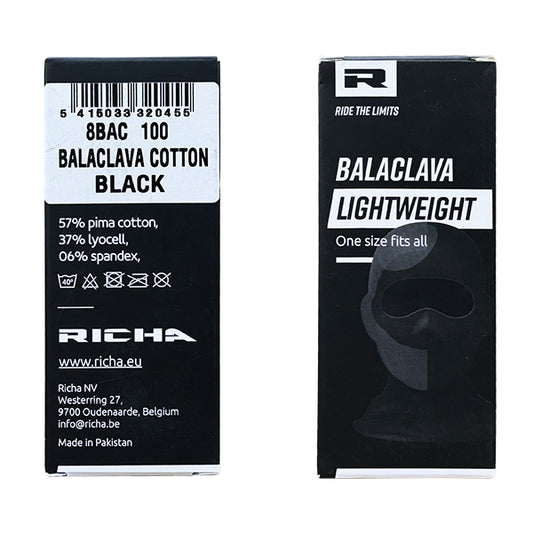 5 415033 320455
8BAC 100
BALACLAVA COTTON
BLACK
57% pima cotton,
37% lyocell,
06% spandex,
40°
RICHA
www.richa.eu
Richa NV
Westerring 27,
9700 Oudenaarde, Belgium
info@richa.be
Made in Pakistan
R
RIDE THE LIMITS
BALACLAVA
LIGHTWEIGHT
One size fits all